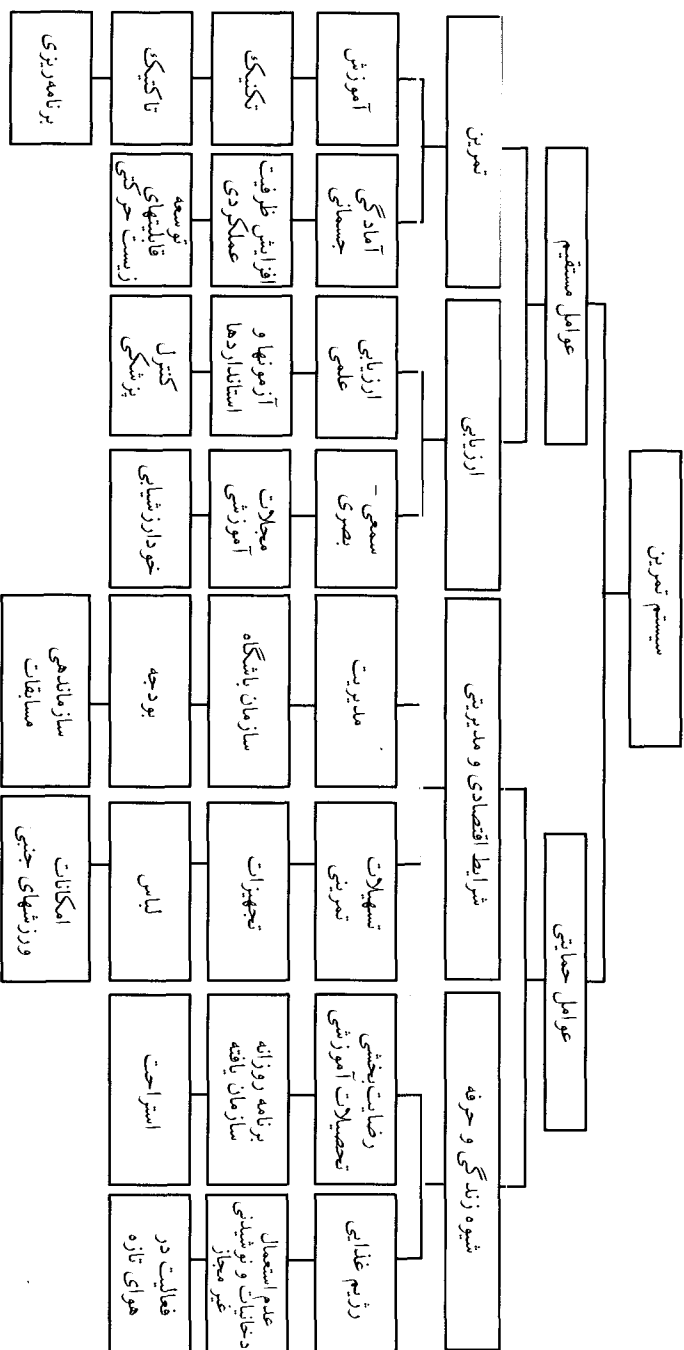 سیستم تمرین
عوامل مستقیم
عوامل حمایتی
تمرین
ارزیابی
شرایط اقتصادی و مدیریتی
شیوه زندگی و حرفه
آموزش
آمادگی
جسمانی
ارزیابی
علمی
سمعی -
بصری
مدیریت
تسهیلات
تمرینی
رضایت‌بخشی
تحصیلات آموزشی
رژیم غذایی
تکنیک
افزایش ظرفیت
عملکردی
آزمونها و
استانداردها
مجلات
آموزشی
سازمان باشگاه
تجهیزات
برنامه روزانه
سازمان یافته
عدم استعمال
دخانیات و نوشیدنی
غیر مجاز
تاکتیک
توسعه
قابلیتهای
زیست حرکتی
کنترل
پزشکی
خودارزشیابی
بودجه
لباس
استراحت
فعالیت در
هوای تازه
برنامه‌ریزی
سازماندهی
مسابقات
امکانات
ورزشهای جنبی